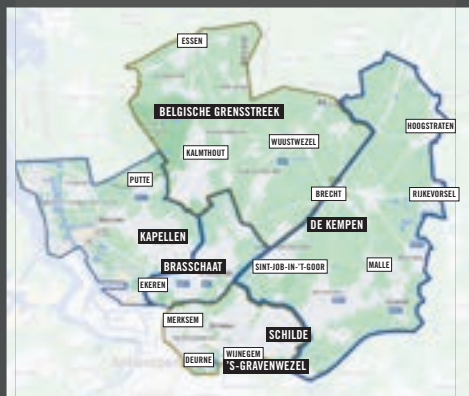 ESSEN
BELGISCHE GRENSSTREEK
HOOGSTRATEN
WUUSTWEZEL
KALMTHOUT
PUTTE
BRECHT
RIJKEVORSEL
DE KEMPEN
KAPELLEN
BRASSCHAAT
SINT-JOB-IN-'T-GOOR
MALLE
EKEREN
MERKSEM
SCHILDE
WIJNEGEM
DEURNE
'S-GRAVENWEZEL